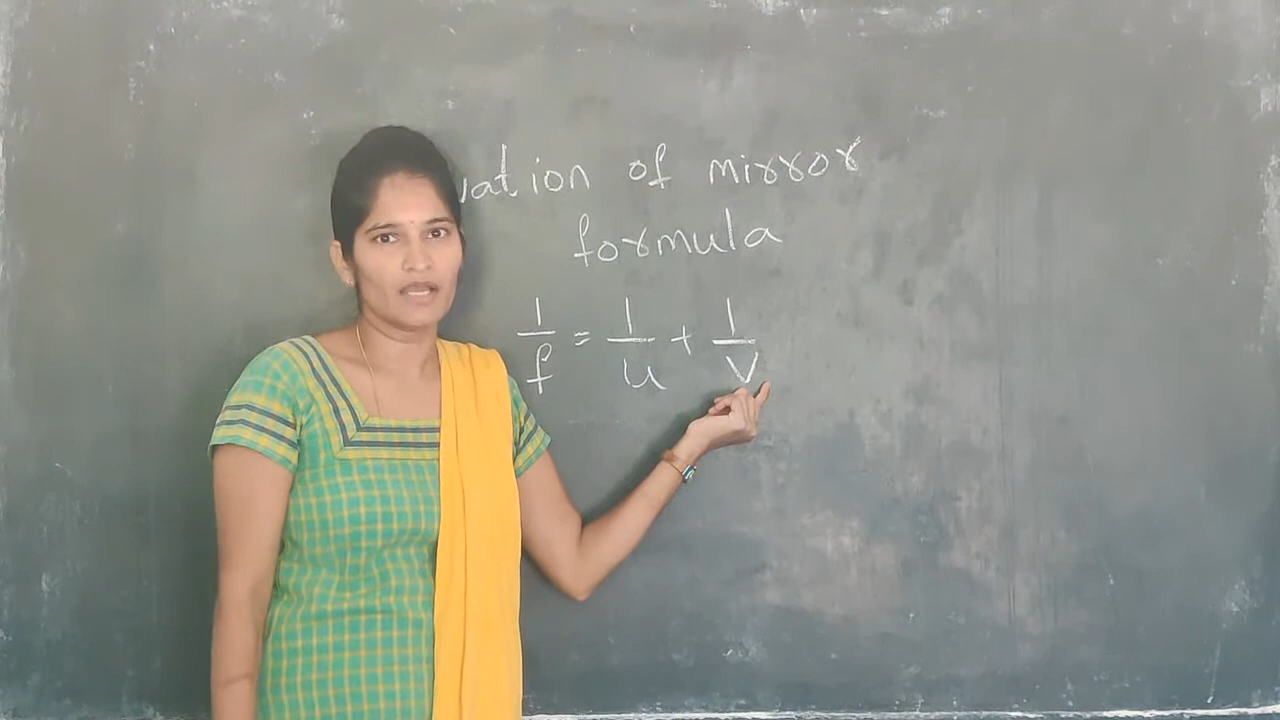 vation of mirror
formula
1/f = 1/u + 1/v